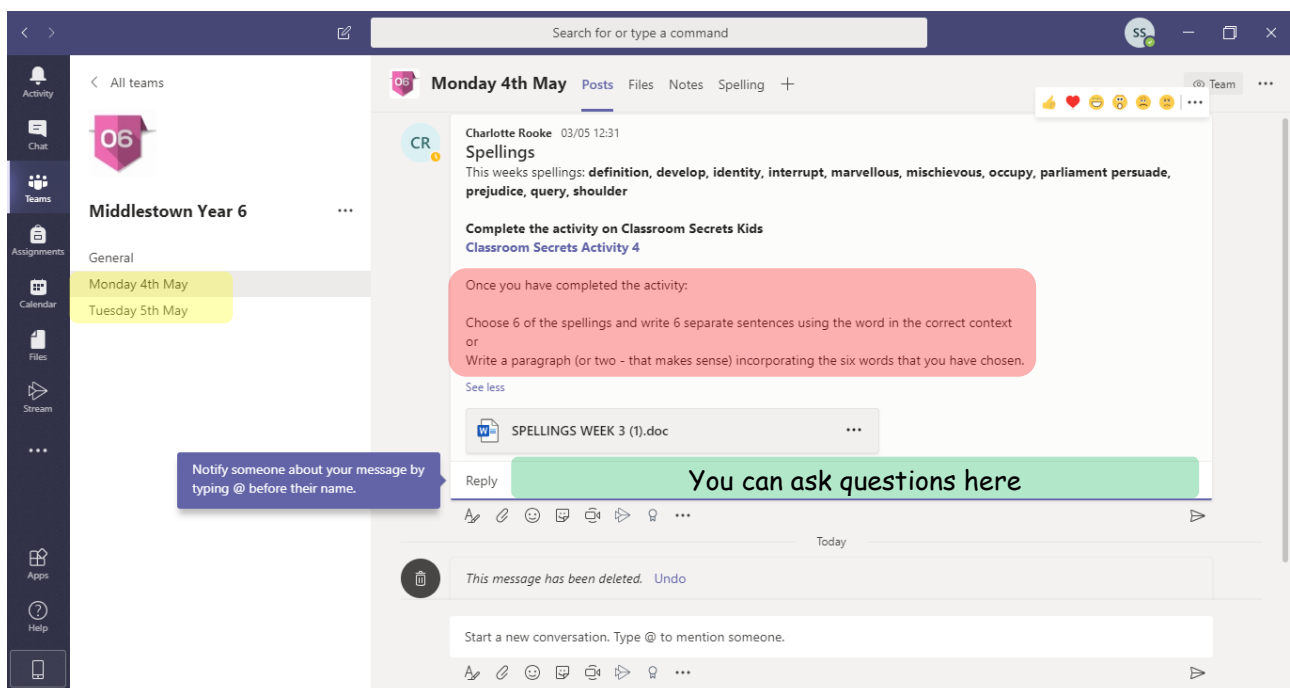 Search for or type a command
SS
Activity
Chat
Teams
Assignments
Calendar
Files
Stream
Apps
Help
All teams
06
Middlestown Year 6
General
Monday 4th May
Tuesday 5th May
06
Monday 4th May Posts Files Notes Spelling
Team
CR
Charlotte Rooke 03/05 12:31
Spellings
This weeks spellings: definition, develop, identity, interrupt, marvellous, mischievous, occupy, parliament persuade,
prejudice, query, shoulder
Complete the activity on Classroom Secrets Kids
Classroom Secrets Activity 4
Once you have completed the activity:
Choose 6 of the spellings and write 6 separate sentences using the word in the correct context
or
Write a paragraph (or two - that makes sense) incorporating the six words that you have chosen.
See less
SPELLINGS WEEK 3 (1).doc
Notify someone about your message by
typing @ before their name.
Reply
You can ask questions here
Today
This message has been deleted. Undo
Start a new conversation. Type @ to mention someone.